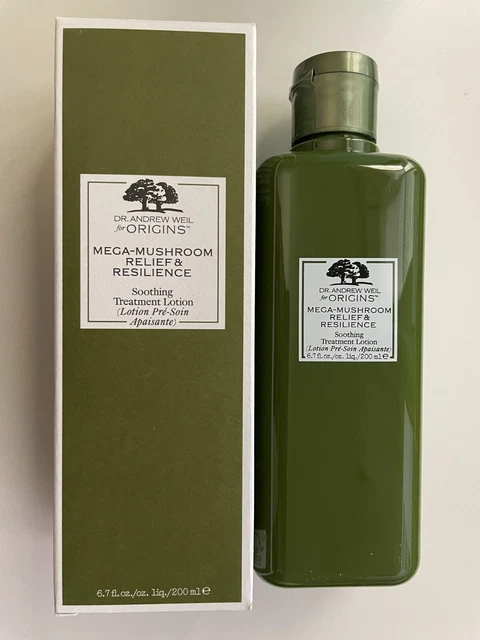 DR. ANDREW WEIL
for ORIGINS™
MEGA-MUSHROOM
RELIEF &
RESILIENCE
Soothing
Treatment Lotion
(Lotion Pré-Soin
Apaisante)
6.7 fl. oz./oz. liq./200 ml ℮
DR. ANDREW WEIL
for ORIGINS™
MEGA-MUSHROOM
RELIEF &
RESILIENCE
Soothing
Treatment Lotion
(Lotion Pré-Soin Apaisante)
6.7 fl. oz./oz. liq./200 ml ℮